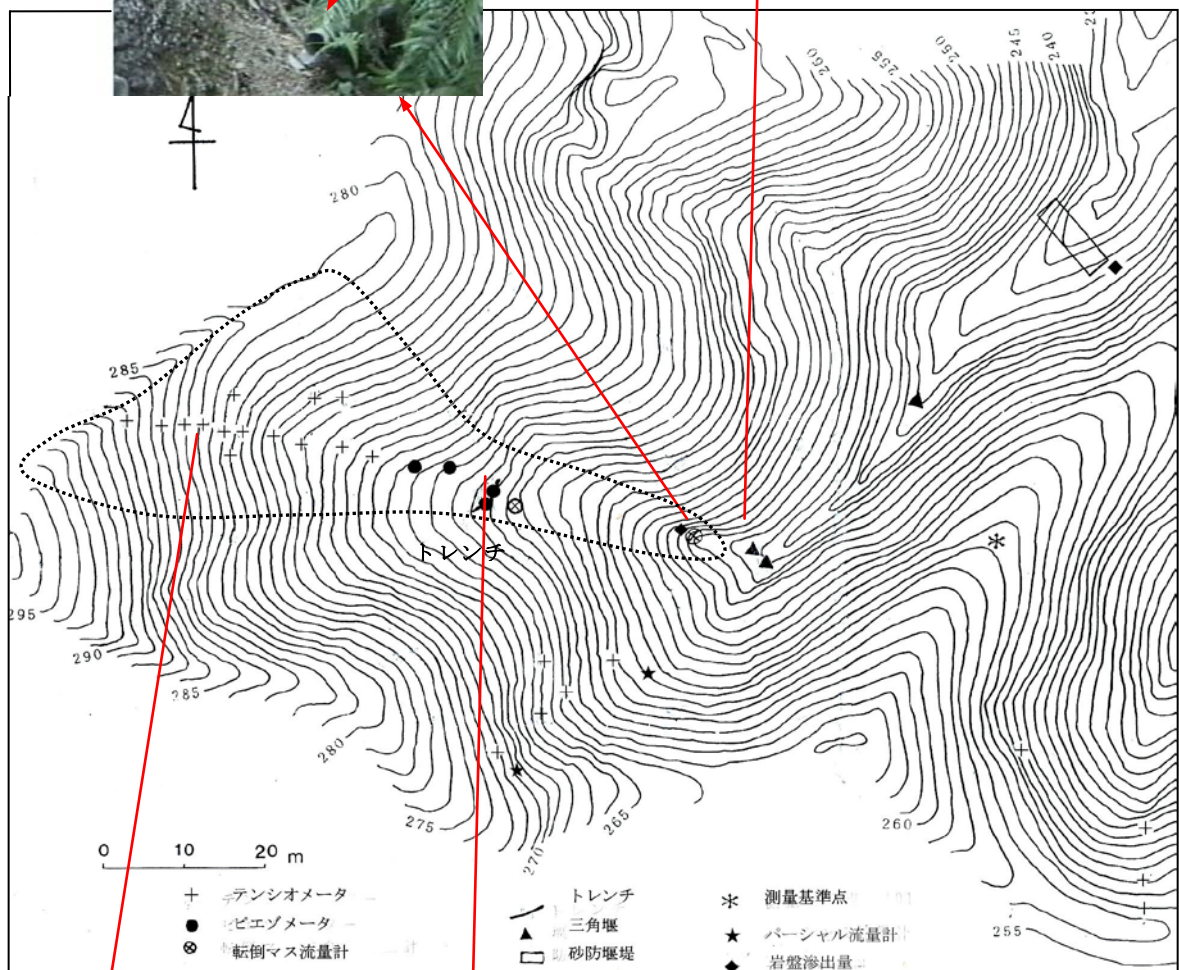 260
255
250
245
240
280
285
トレンチ
295
290
285
280
275
270
265
260
255
0 10 20 m
テンシオメータ
ピエゾメータ
転倒マス流量計
トレンチ
三角堰
砂防堰堤
測量基準点
パーシャル流量計
岩盤滲出量